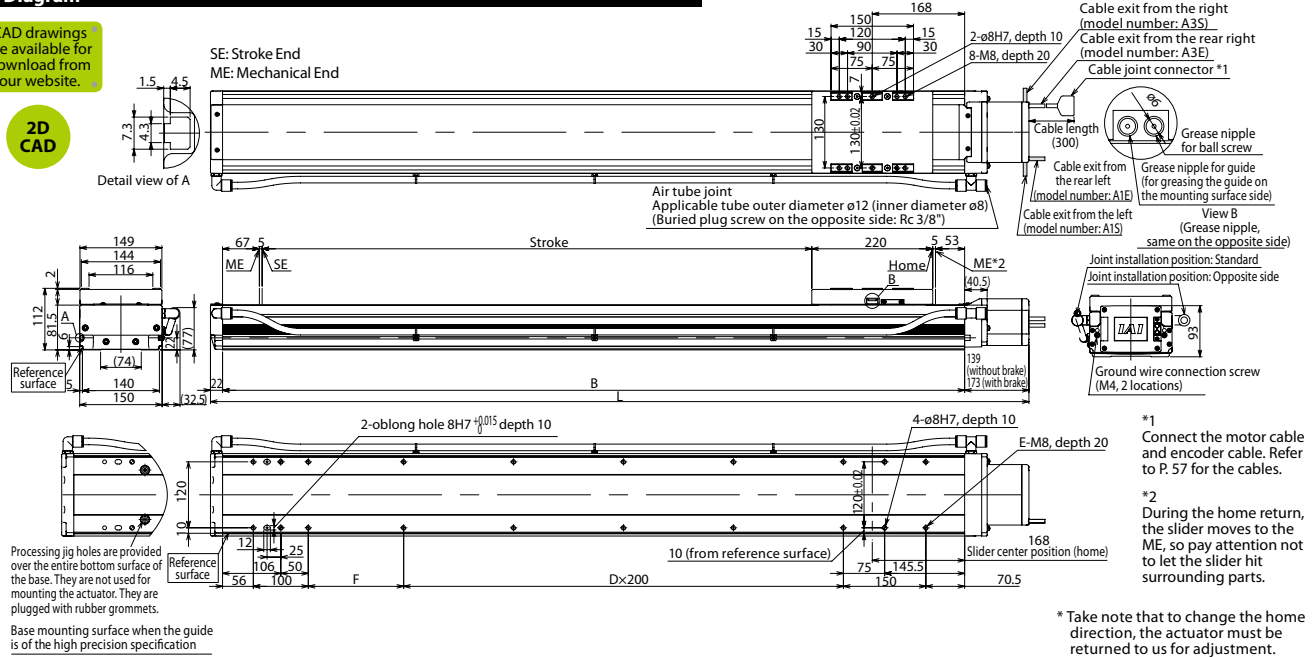 Diagram
CAD drawings
are available for
download from
our website.
2D
CAD
SE: Stroke End
ME: Mechanical End
1.5
4.5
7.3
4.3
Detail view of A
168
150
15
120
15
30
90
30
75
75
7
130
130±0.02
2-ø8H7, depth 10
8-M8, depth 20
Cable exit from the right
(model number: A3S)
Cable exit from the rear right
(model number: A3E)
Cable joint connector *1
Cable length
(300)
ø6
Grease nipple
for ball screw
Grease nipple for guide
(for greasing the guide on
the mounting surface side)
View B
(Grease nipple,
same on the opposite side)
Cable exit from
the rear left
(model number: A1E)
Cable exit from the left
(model number: A1S)
Air tube joint
Applicable tube outer diameter ø12 (inner diameter ø8)
(Buried plug screw on the opposite side: Rc 3/8")
149
144
116
2
112
81.5
6
A
Reference
surface
5
(74)
140
150
(32.5)
22
(77)
67
5
Stroke
220
5
53
ME
SE
Home
ME*2
B
(40.5)
22
B
L
139
(without brake)
173 (with brake)
Joint installation position: Standard
Joint installation position: Opposite side
IAI
93
Ground wire connection screw
(M4, 2 locations)
2-oblong hole 8H7 +0.015 0 depth 10
4-ø8H7, depth 10
E-M8, depth 20
120
10
120±0.02
12
25
106
50
56
100
F
D×200
10 (from reference surface)
168
Slider center position (home)
75
145.5
150
70.5
Reference
surface
Processing jig holes are provided
over the entire bottom surface of
the base. They are not used for
mounting the actuator. They are
plugged with rubber grommets.
Base mounting surface when the guide
is of the high precision specification
*1
Connect the motor cable
and encoder cable. Refer
to P. 57 for the cables.
*2
During the home return,
the slider moves to the
ME, so pay attention not
to let the slider hit
surrounding parts.
* Take note that to change the home
direction, the actuator must be
returned to us for adjustment.